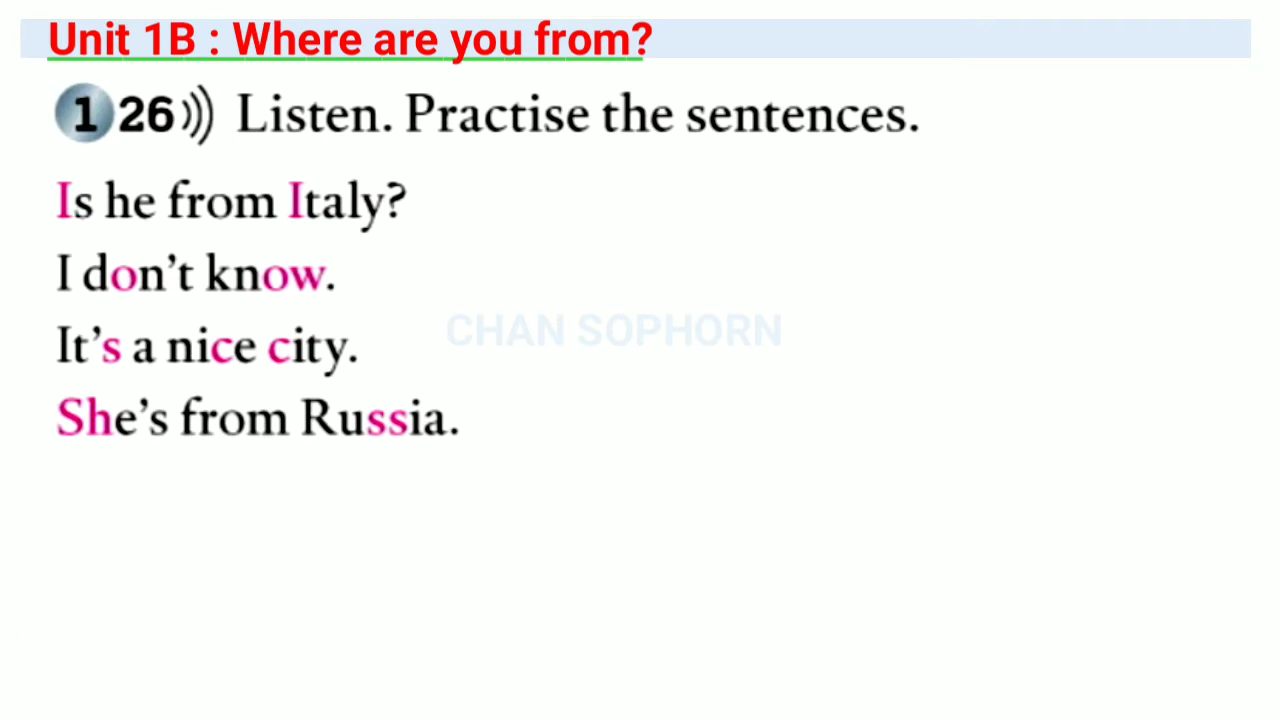 Unit 1B : Where are you from?
1 26 Listen. Practise the sentences.
Is he from Italy?
I don't know.
CHAN SOPHORN
It's a nice city.
She's from Russia.